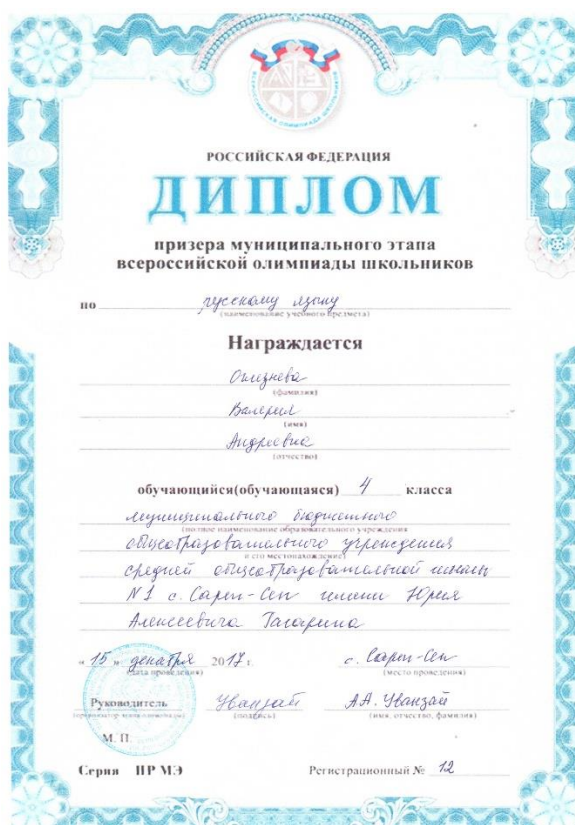 РОССИЙСКАЯ ФЕДЕРАЦИЯ
ДИПЛОМ
призера муниципального этапа
всероссийской олимпиады школьников
по русскому языку
(наименование учебного предмета)
Награждается
(фамилия)
Валерия
(имя)
Андреевна
(отчество)
обучающийся(обучающаяся) 4 класса
муниципального бюджетного
(полное наименование образовательного учреждения
общеобразовательного учреждения
и его местонахождение)
средней общеобразовательной школы
№1 с. Сарыг-Сеп имени Юрия
Алексеевича Гагарина
« 15 » декабря 2017 г. с. Сарыг-Сеп
(дата проведения) (место проведения)
Руководитель Уванзай А.А. Уванзай
(подпись) (имя, отчество, фамилия)
М. П.
Серия ПР МЭ Регистрационный № 12